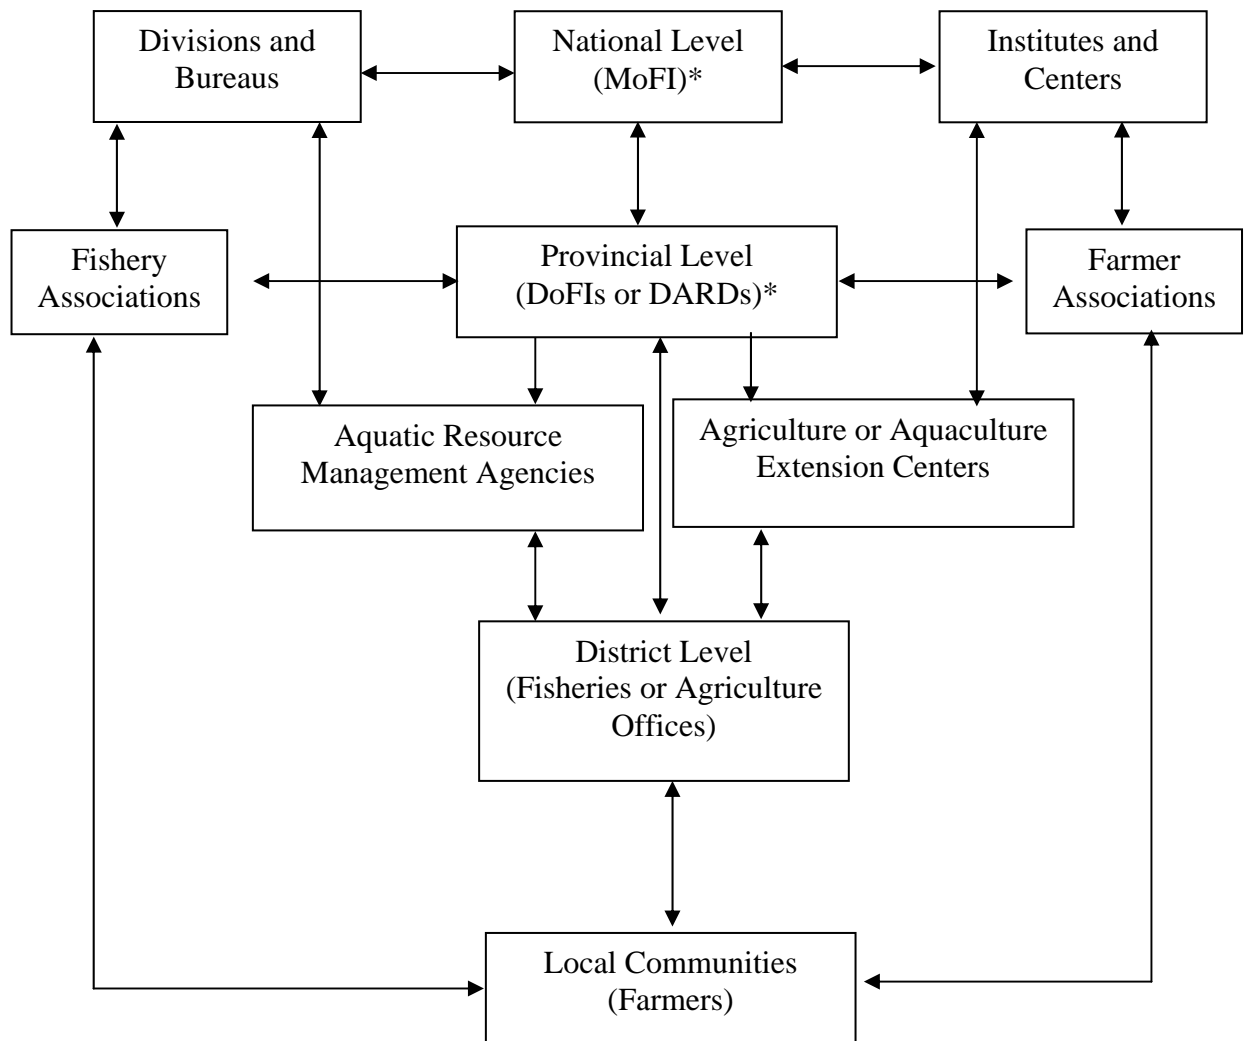 Divisions and
Bureaus
National Level
(MoFI)*
Institutes and
Centers
Fishery
Associations
Provincial Level
(DoFIs or DARDs)*
Farmer
Associations
Aquatic Resource
Management Agencies
Agriculture or Aquaculture
Extension Centers
District Level
(Fisheries or Agriculture
Offices)
Local Communities
(Farmers)